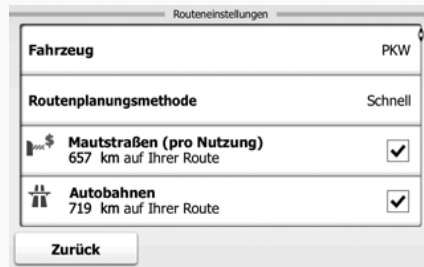 Routeneinstellungen
Fahrzeug PKW
Routenplanungsmethode Schnell
Mautstraßen (pro Nutzung)
657 km auf Ihrer Route
Autobahnen
719 km auf Ihrer Route
Zurück